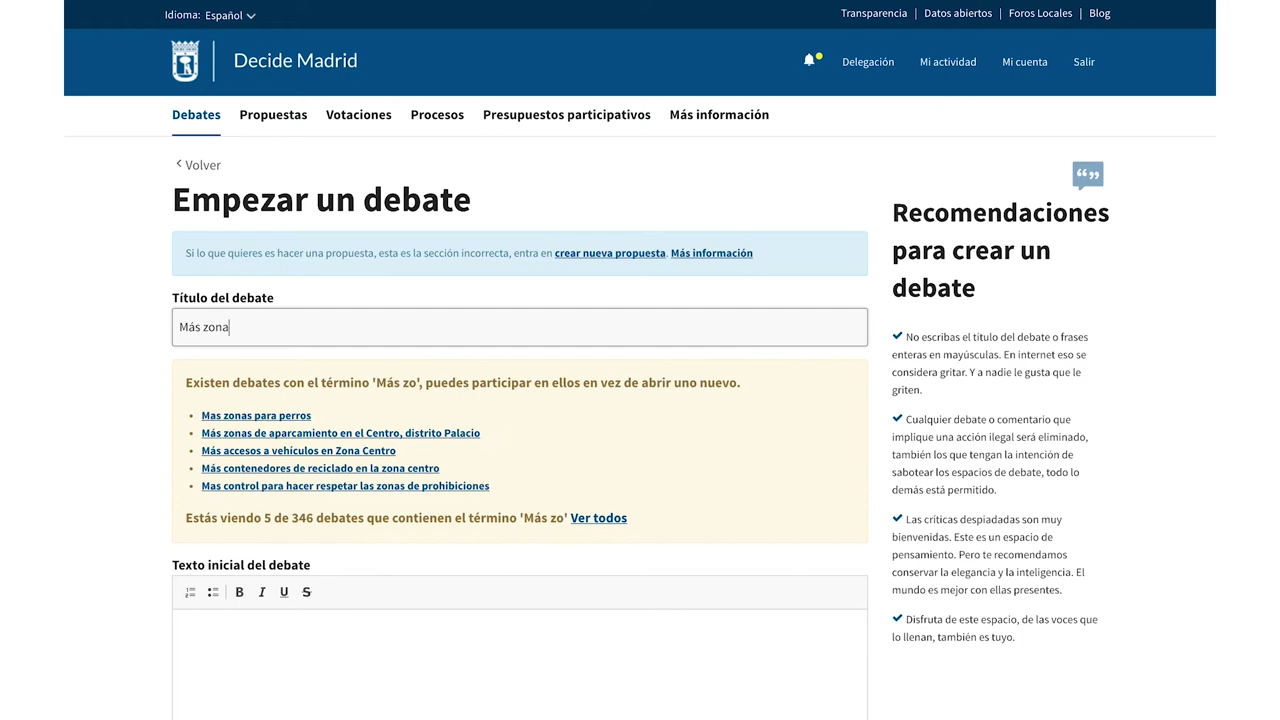 Idioma: Español
Transparencia | Datos abiertos | Foros Locales | Blog
Decide Madrid
Delegación Mi actividad Mi cuenta Salir
Debates Propuestas Votaciones Procesos Presupuestos participativos Más información
Volver
Empezar un debate
Si lo que quieres es hacer una propuesta, esta es la sección incorrecta, entra en crear nueva propuesta. Más información
Título del debate
Más zona
Existen debates con el término 'Más zo', puedes participar en ellos en vez de abrir uno nuevo.
• Mas zonas para perros
• Más zonas de aparcamiento en el Centro, distrito Palacio
• Más accesos a vehículos en Zona Centro
• Más contenedores de reciclado en la zona centro
• Mas control para hacer respetar las zonas de prohibiciones
Estás viendo 5 de 346 debates que contienen el término 'Más zo' Ver todos
Texto inicial del debate
B I U S
Recomendaciones
para crear un
debate
No escribas el título del debate o frases
enteras en mayúsculas. En internet eso se
considera gritar. Y a nadie le gusta que le
griten.
Cualquier debate o comentario que
implique una acción ilegal será eliminado,
también los que tengan la intención de
sabotear los espacios de debate, todo lo
demás está permitido.
Las críticas despiadadas son muy
bienvenidas. Este es un espacio de
pensamiento. Pero te recomendamos
conservar la elegancia y la inteligencia. El
mundo es mejor con ellas presentes.
Disfruta de este espacio, de las voces que
lo llenan, también es tuyo.